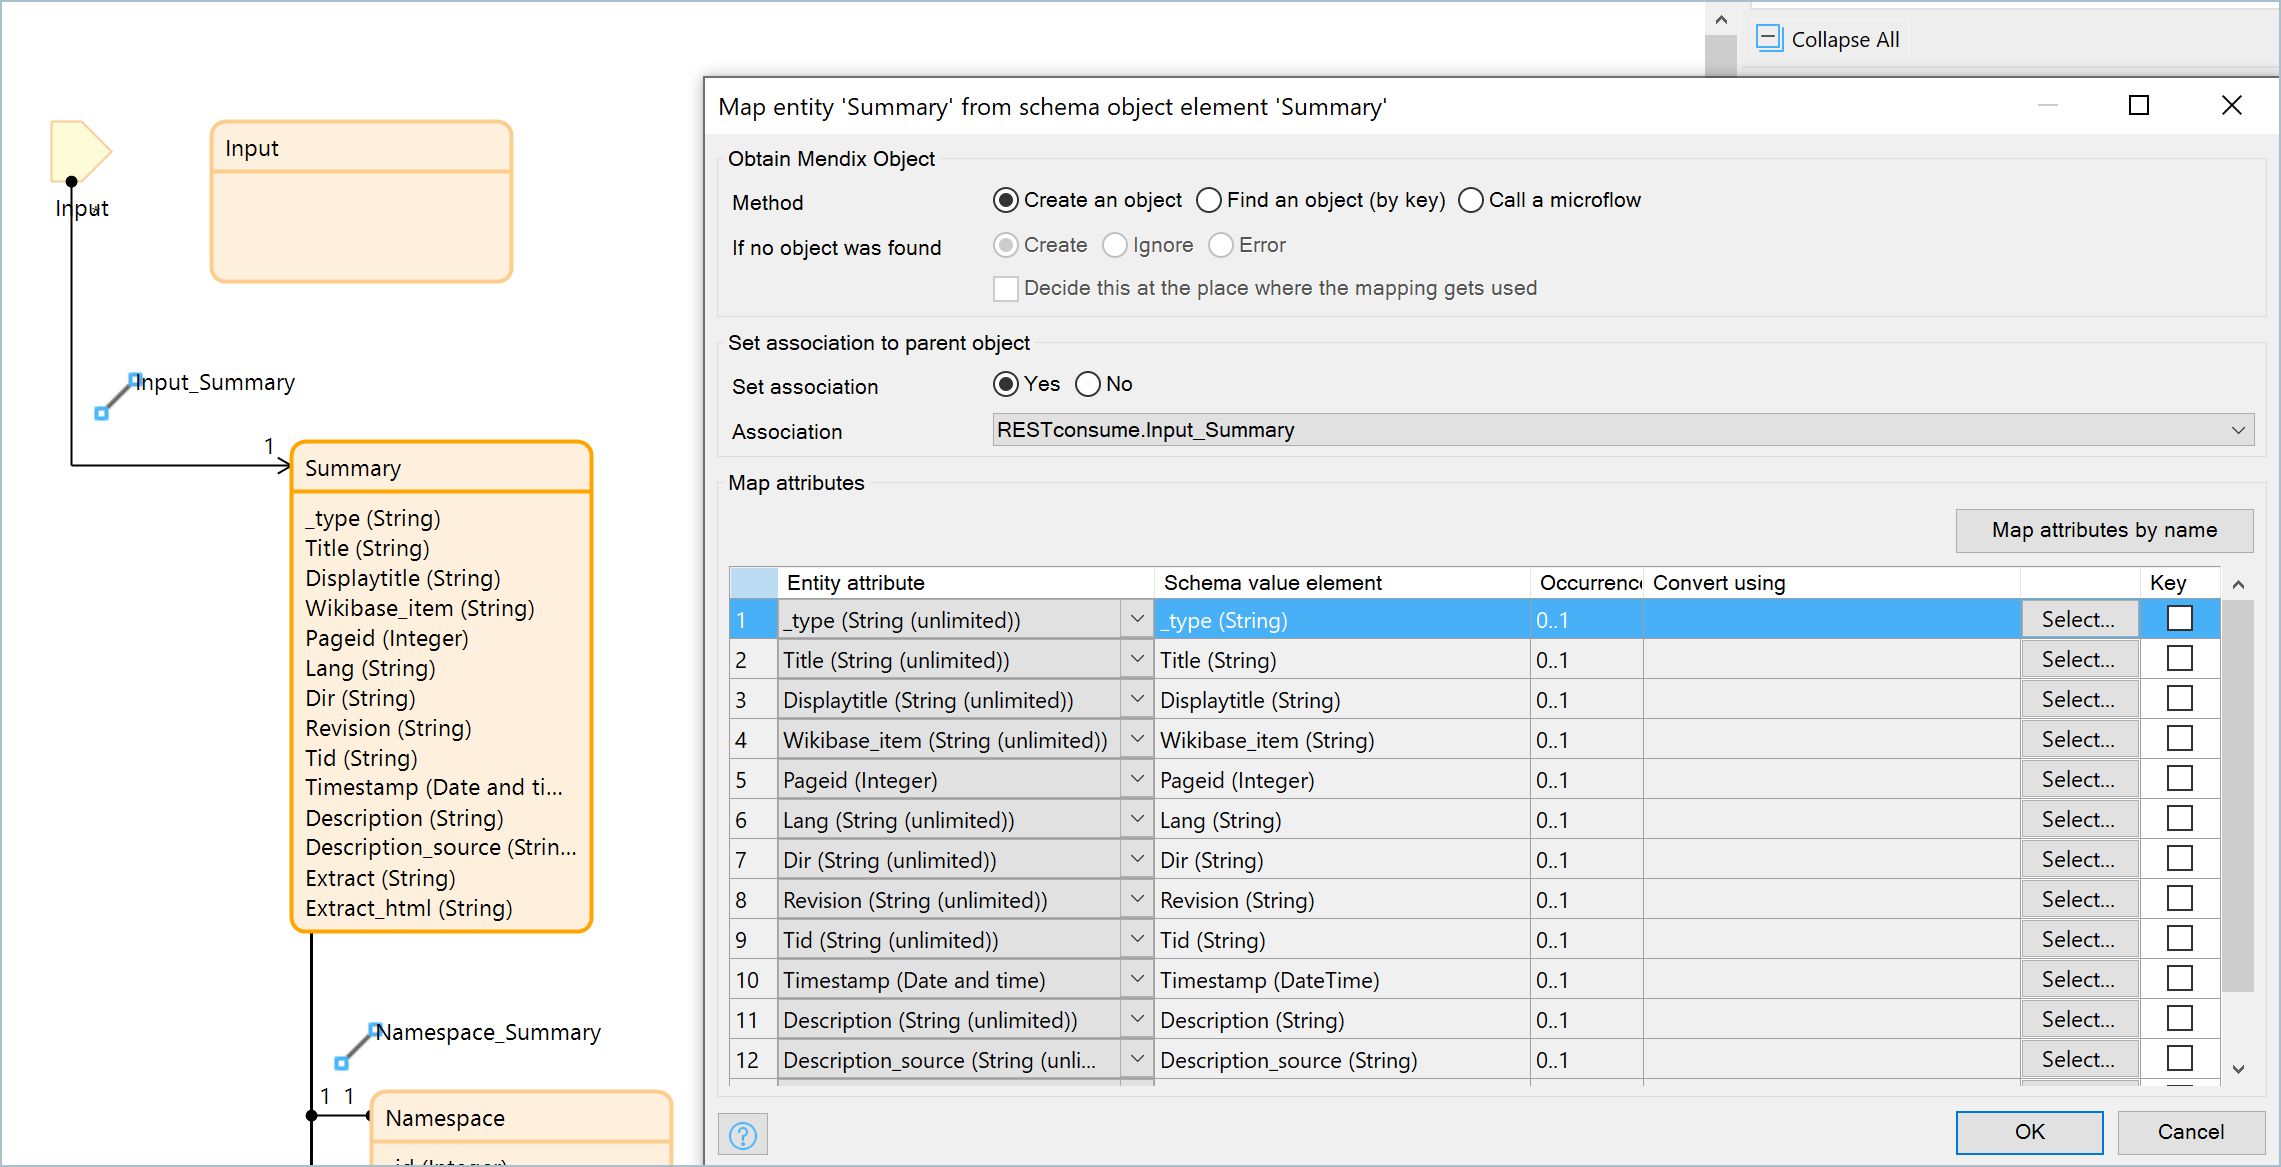 Collapse All
Input
Input
Input_Summary
1
Summary
_type (String)
Title (String)
Displaytitle (String)
Wikibase_item (String)
Pageid (Integer)
Lang (String)
Dir (String)
Revision (String)
Tid (String)
Timestamp (Date and ti...
Description (String)
Description_source (Strin...
Extract (String)
Extract_html (String)
Namespace_Summary
1 1
Namespace
id (Integer)
Map entity 'Summary' from schema object element 'Summary'
Obtain Mendix Object
Method Create an object Find an object (by key) Call a microflow
If no object was found Create Ignore Error
Decide this at the place where the mapping gets used
Set association to parent object
Set association Yes No
Association RESTconsume.Input_Summary
Map attributes
Map attributes by name
Entity attribute Schema value element Occurrenc Convert using Key
1 _type (String (unlimited)) _type (String) 0..1 Select...
2 Title (String (unlimited)) Title (String) 0..1 Select...
3 Displaytitle (String (unlimited)) Displaytitle (String) 0..1 Select...
4 Wikibase_item (String (unlimited)) Wikibase_item (String) 0..1 Select...
5 Pageid (Integer) Pageid (Integer) 0..1 Select...
6 Lang (String (unlimited)) Lang (String) 0..1 Select...
7 Dir (String (unlimited)) Dir (String) 0..1 Select...
8 Revision (String (unlimited)) Revision (String) 0..1 Select...
9 Tid (String (unlimited)) Tid (String) 0..1 Select...
10 Timestamp (Date and time) Timestamp (DateTime) 0..1 Select...
11 Description (String (unlimited)) Description (String) 0..1 Select...
12 Description_source (String (unli... Description_source (String) 0..1 Select...
?
OK Cancel